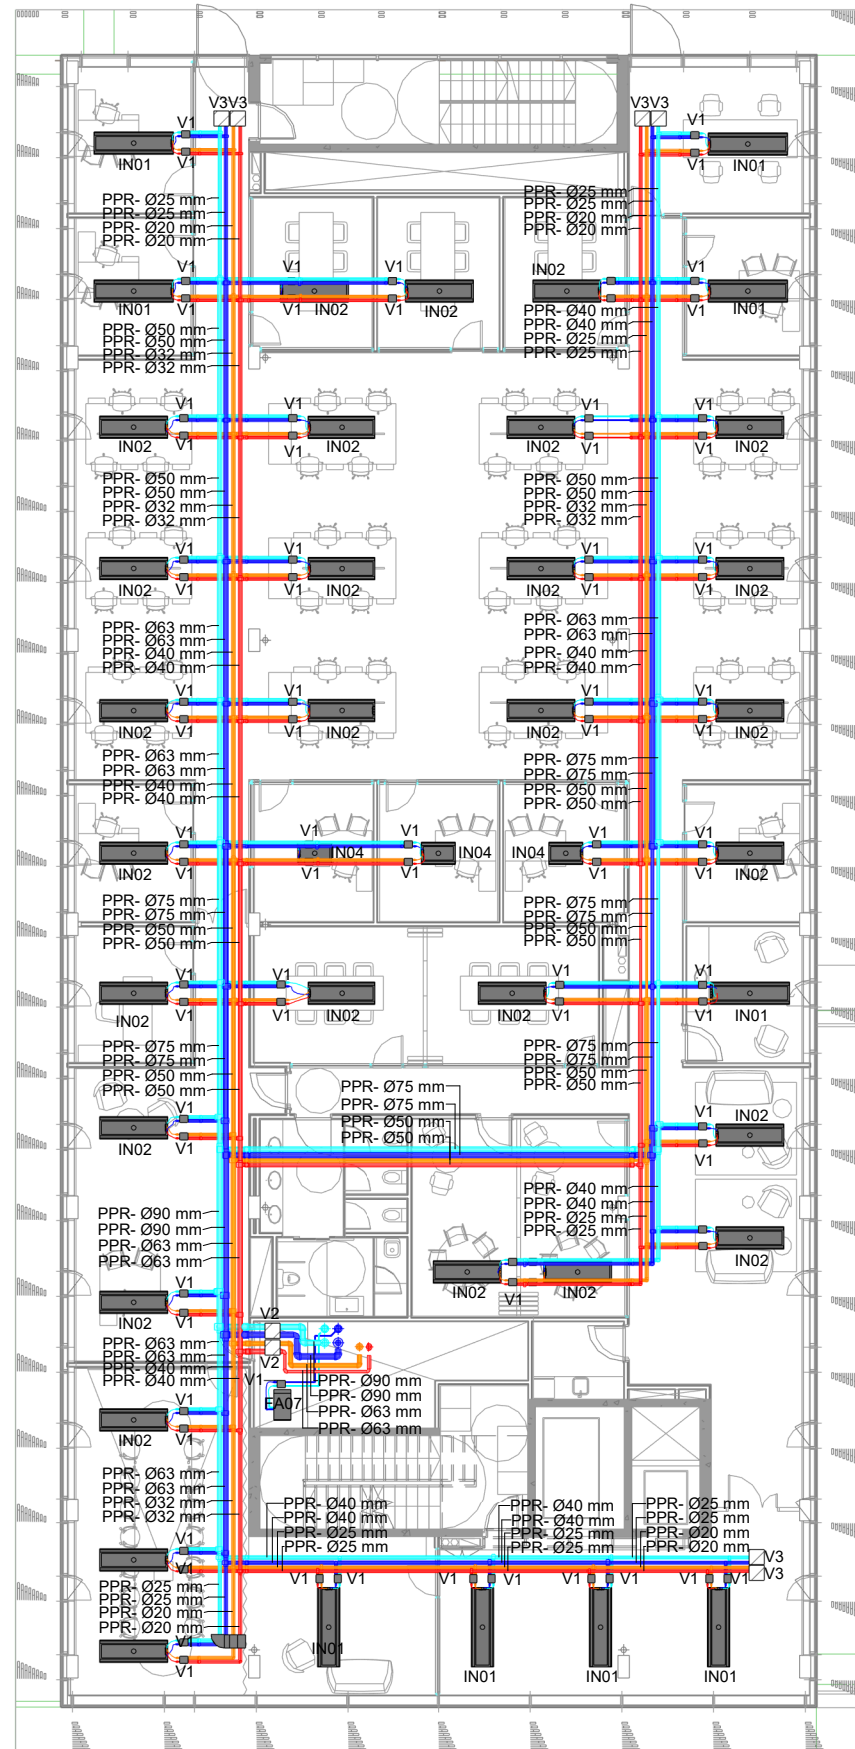 V3 V3
V3 V3
V1
V1
V1
V1
IN01
IN01
PPR- Ø25 mm
PPR- Ø25 mm
PPR- Ø20 mm
PPR- Ø20 mm
PPR- Ø25 mm
PPR- Ø25 mm
PPR- Ø20 mm
PPR- Ø20 mm
V1 V1 V1 IN02 V1 V1
IN01 V1 IN02 V1 IN02 V1 V1 IN01
PPR- Ø50 mm
PPR- Ø50 mm
PPR- Ø32 mm
PPR- Ø32 mm
PPR- Ø40 mm
PPR- Ø40 mm
PPR- Ø25 mm
PPR- Ø25 mm
V1 V1 V1 V1
IN02 V1 V1 IN02 IN02 V1 V1 IN02
PPR- Ø50 mm
PPR- Ø50 mm
PPR- Ø32 mm
PPR- Ø32 mm
PPR- Ø50 mm
PPR- Ø50 mm
PPR- Ø32 mm
PPR- Ø32 mm
V1 V1 V1 V1
IN02 V1 V1 IN02 IN02 V1 V1 IN02
PPR- Ø63 mm
PPR- Ø63 mm
PPR- Ø40 mm
PPR- Ø40 mm
PPR- Ø63 mm
PPR- Ø63 mm
PPR- Ø40 mm
PPR- Ø40 mm
V1 V1 V1 V1
IN02 V1 V1 IN02 IN02 V1 V1 IN02
PPR- Ø63 mm
PPR- Ø63 mm
PPR- Ø40 mm
PPR- Ø40 mm
PPR- Ø75 mm
PPR- Ø75 mm
PPR- Ø50 mm
PPR- Ø50 mm
V1 V1 V1 V1 V1
IN04 IN04 IN04
IN02 V1 V1 V1 V1 V1 IN02
PPR- Ø75 mm
PPR- Ø75 mm
PPR- Ø50 mm
PPR- Ø50 mm
PPR- Ø75 mm
PPR- Ø75 mm
PPR- Ø50 mm
PPR- Ø50 mm
V1 V1 V1 V1
IN02 V1 V1 IN02 IN02 V1 V1 IN01
PPR- Ø75 mm
PPR- Ø75 mm
PPR- Ø50 mm
PPR- Ø50 mm
PPR- Ø75 mm
PPR- Ø75 mm
PPR- Ø50 mm
PPR- Ø50 mm
PPR- Ø75 mm
PPR- Ø75 mm
PPR- Ø50 mm
PPR- Ø50 mm
V1
IN02 V1
V1 IN02
V1
PPR- Ø90 mm
PPR- Ø90 mm
PPR- Ø63 mm
PPR- Ø63 mm
PPR- Ø40 mm
PPR- Ø40 mm
PPR- Ø25 mm
PPR- Ø25 mm
IN02
V1
IN02 V1
IN02 V1 IN02
V2
V2
PPR- Ø63 mm
PPR- Ø63 mm
PPR- Ø40 mm
PPR- Ø40 mm
V1
EA07
PPR- Ø90 mm
PPR- Ø90 mm
PPR- Ø63 mm
PPR- Ø63 mm
V1
IN02 V1
PPR- Ø63 mm
PPR- Ø63 mm
PPR- Ø32 mm
PPR- Ø32 mm
PPR- Ø40 mm
PPR- Ø40 mm
PPR- Ø25 mm
PPR- Ø25 mm
PPR- Ø40 mm
PPR- Ø40 mm
PPR- Ø25 mm
PPR- Ø25 mm
PPR- Ø25 mm
PPR- Ø25 mm
PPR- Ø20 mm
PPR- Ø20 mm
V3
V3
V1
V1
V1 V1 V1 V1 V1 V1 V1 V1
PPR- Ø25 mm
PPR- Ø25 mm
PPR- Ø20 mm
PPR- Ø20 mm
V1
V1
IN01 IN01 IN01 IN01